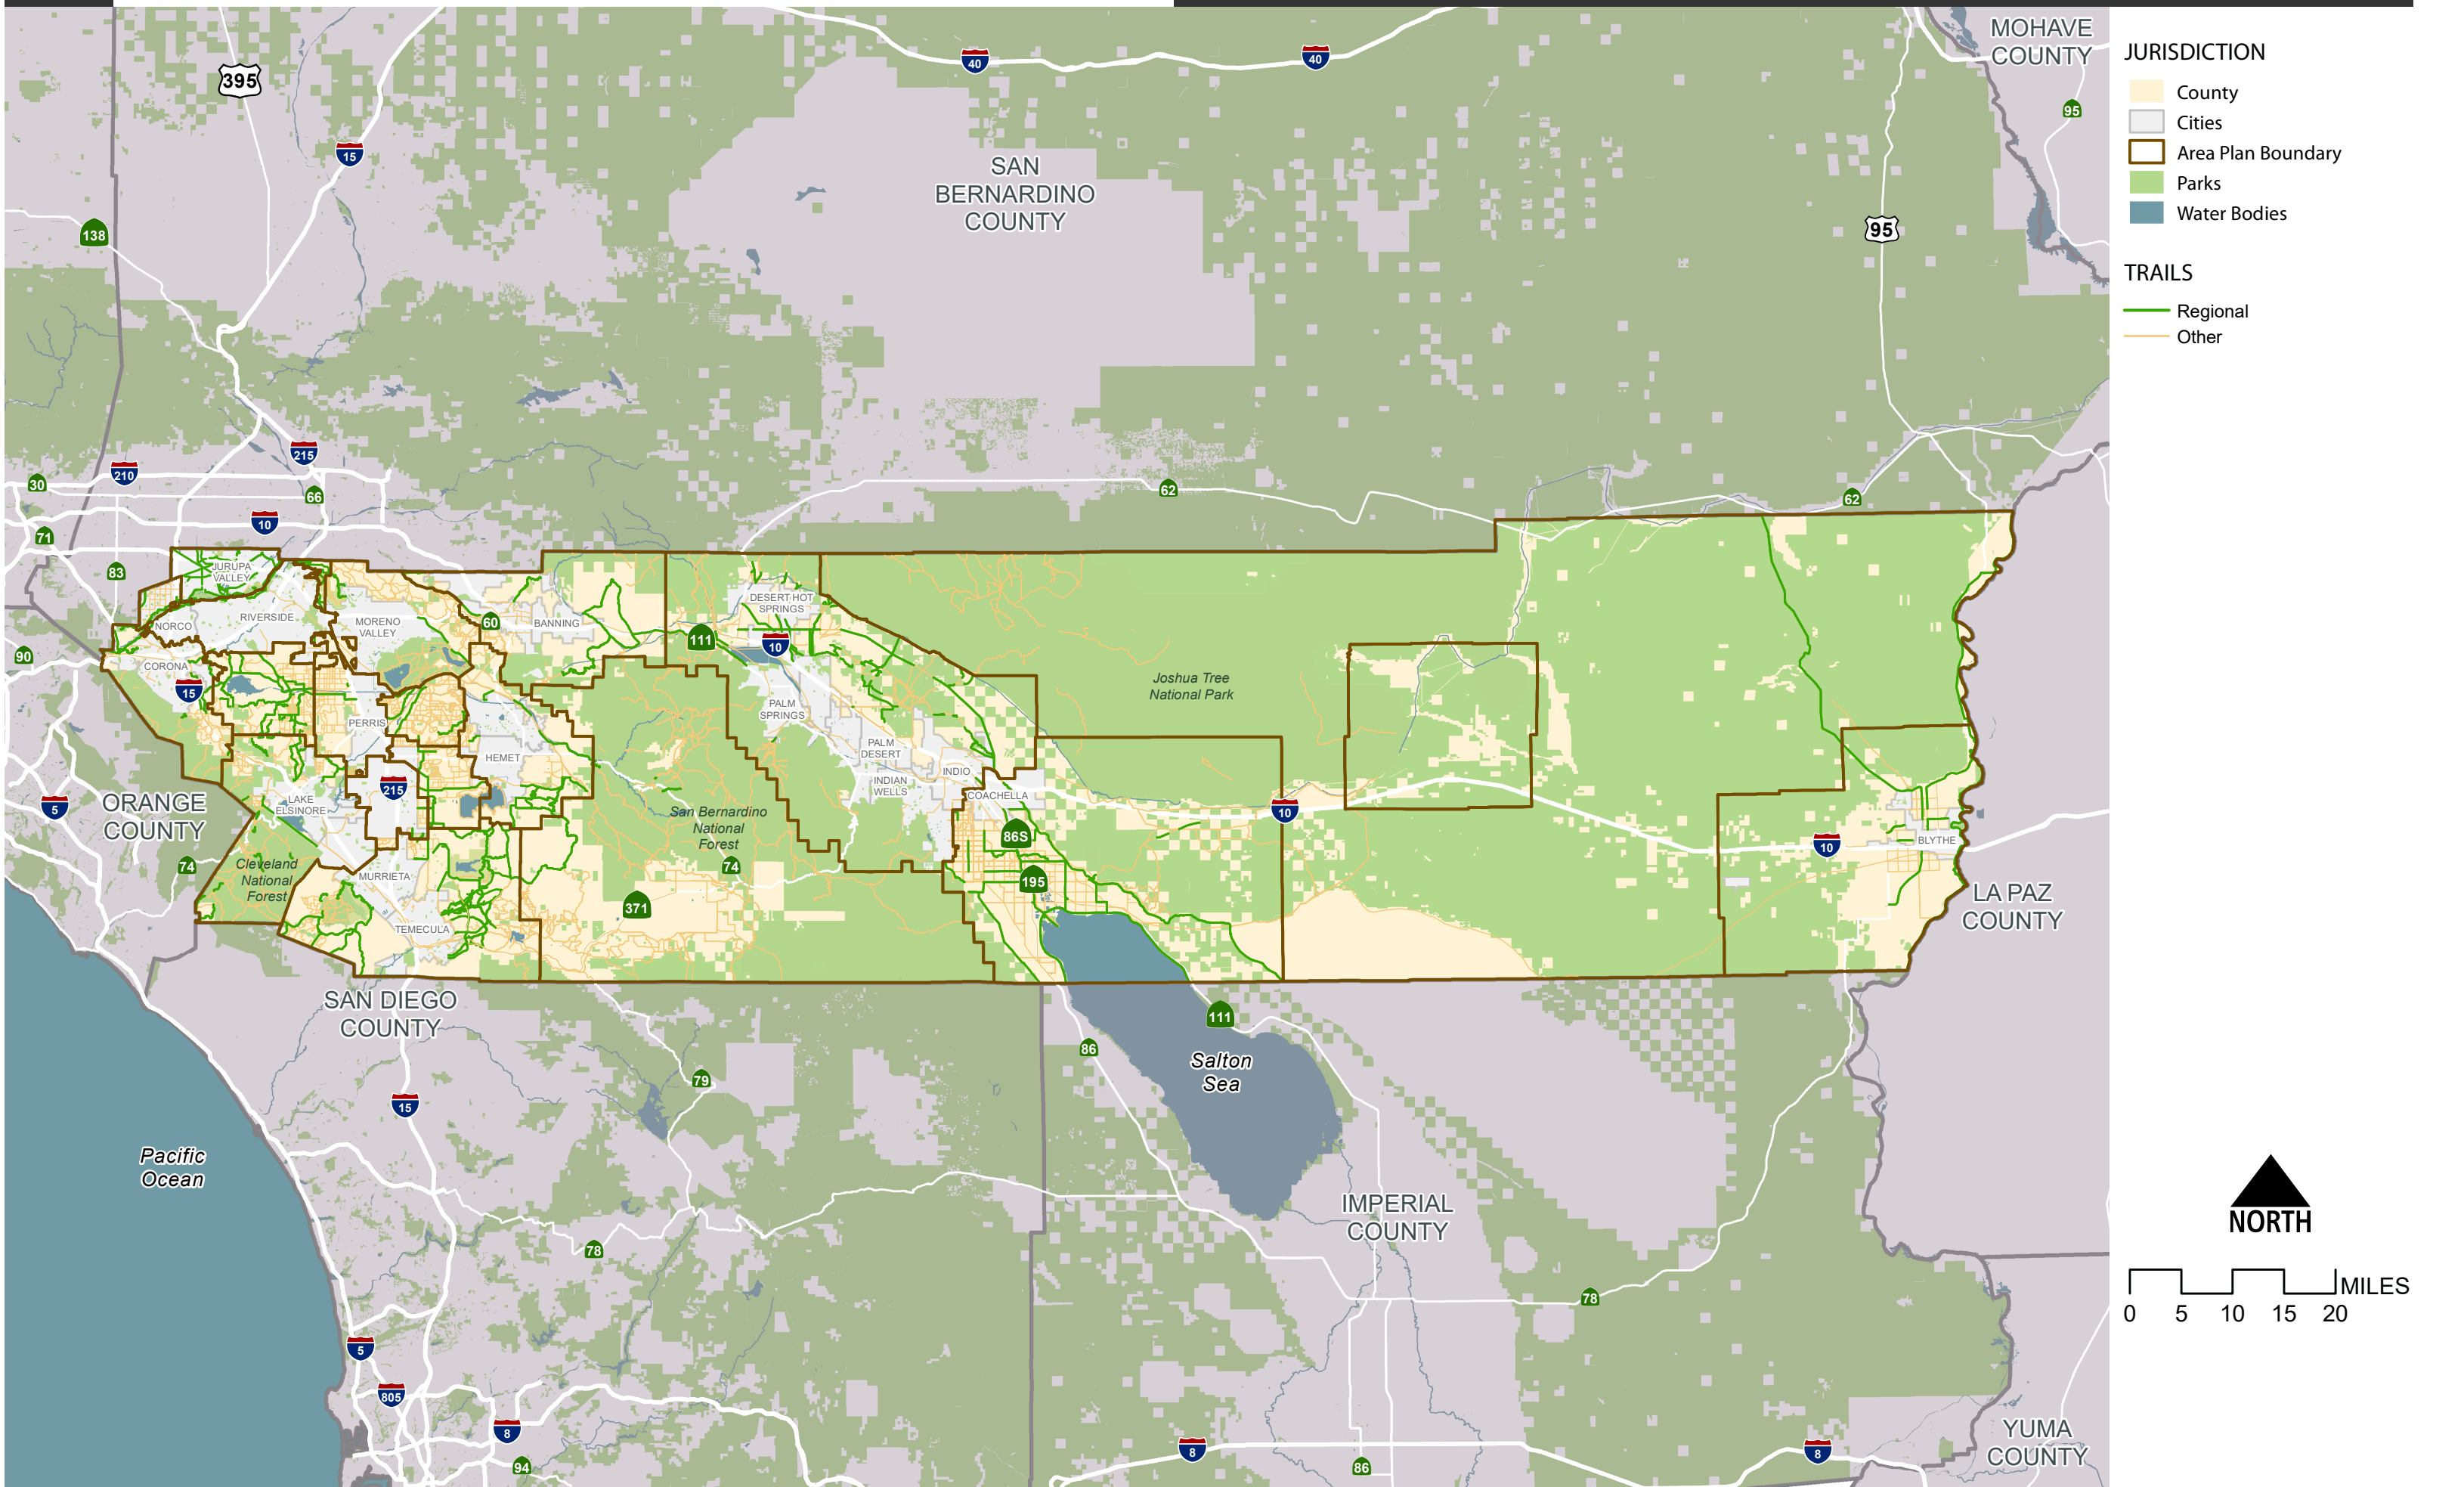 MOHAVE
COUNTY
JURISDICTION
County
Cities
Area Plan Boundary
Parks
Water Bodies
TRAILS
Regional
Other
395
40
40
95
15
SAN
BERNARDINO
COUNTY
138
95
215
210
30
66
62
62
10
71
83
JURUPA
VALLEY
DESERT HOT
SPRINGS
NORCO
RIVERSIDE
MORENO
VALLEY
60
BANNING
111
10
90
CORONA
15
Joshua Tree
National Park
PERRIS
PALM
SPRINGS
HEMET
PALM
DESERT
INDIO
INDIAN
WELLS
COACHELLA
215
LAKE
ELSINORE
ORANGE
COUNTY
5
San Bernardino
National
Forest
10
86S
10
BLYTHE
74
Cleveland
National
Forest
74
MURRIETA
195
371
LA PAZ
COUNTY
TEMECULA
SAN DIEGO
COUNTY
111
86
Salton
Sea
79
15
Pacific
Ocean
IMPERIAL
COUNTY
NORTH
78
78
MILES
0 5 10 15 20
5
805
8
8
8
94
86
YUMA
COUNTY